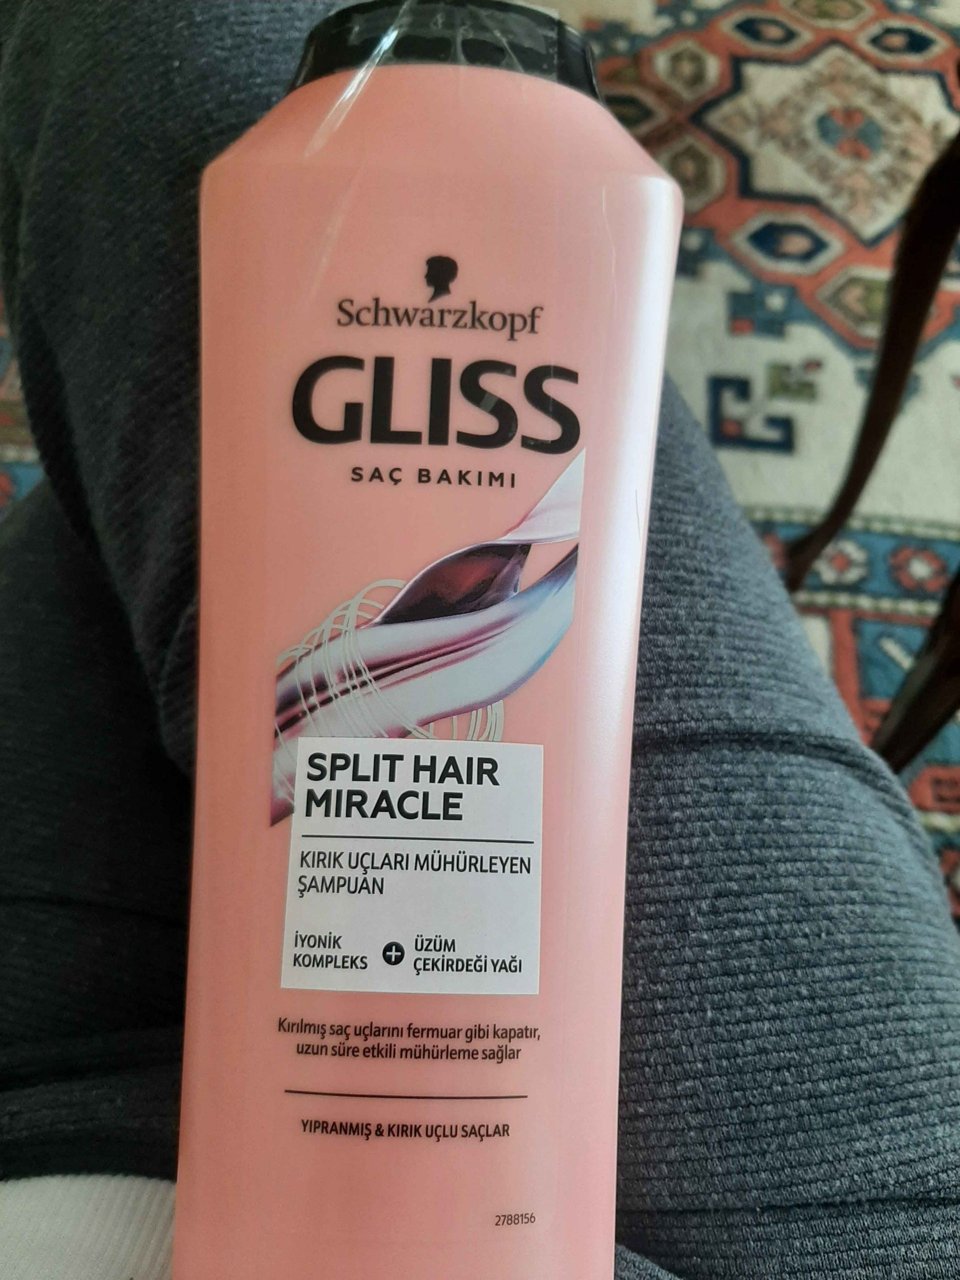 Schwarzkopf
GLISS
SAÇ BAKIMI
SPLIT HAIR
MIRACLE
KIRIK UÇLARI MÜHÜRLEYEN
ŞAMPUAN
İYONİK
KOMPLEKS
+
ÜZÜM
ÇEKİRDEĞİ YAĞI
Kırılmış saç uçlarını fermuar gibi kapatır,
uzun süre etkili mühürleme sağlar
YIPRANMIŞ & KIRIK UÇLU SAÇLAR
2788156